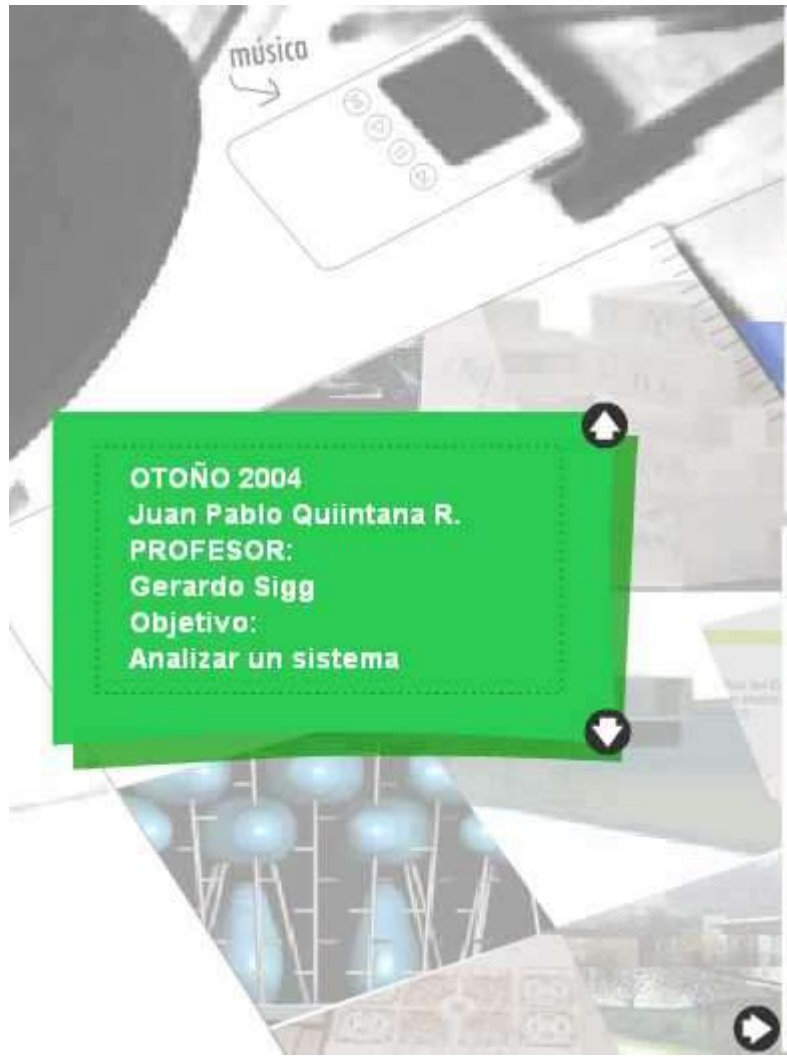 música
OTOÑO 2004
Juan Pablo Quiintana R.
PROFESOR:
Gerardo Sigg
Objetivo:
Analizar un sistema